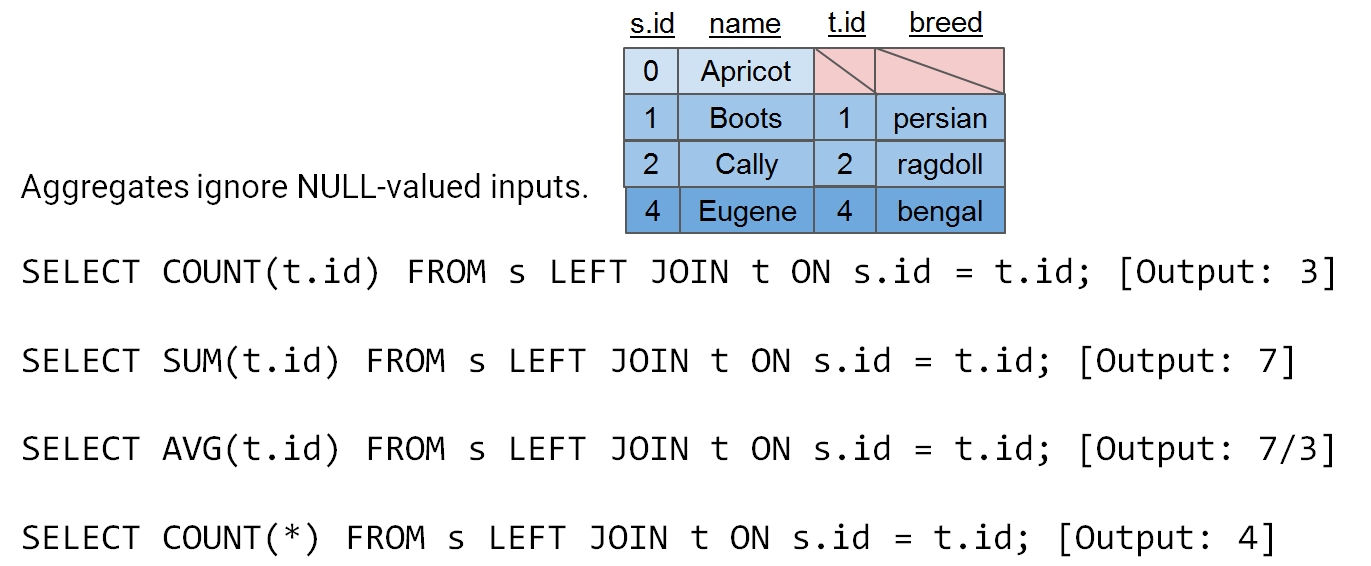 s.id name t.id breed
0 Apricot
1 Boots 1 persian
2 Cally 2 ragdoll
Aggregates ignore NULL-valued inputs.
4 Eugene 4 bengal
SELECT COUNT(t.id) FROM s LEFT JOIN t ON s.id = t.id; [Output: 3]
SELECT SUM(t.id) FROM s LEFT JOIN t ON s.id = t.id; [Output: 7]
SELECT AVG(t.id) FROM s LEFT JOIN t ON s.id = t.id; [Output: 7/3]
SELECT COUNT(*) FROM s LEFT JOIN t ON s.id = t.id; [Output: 4]